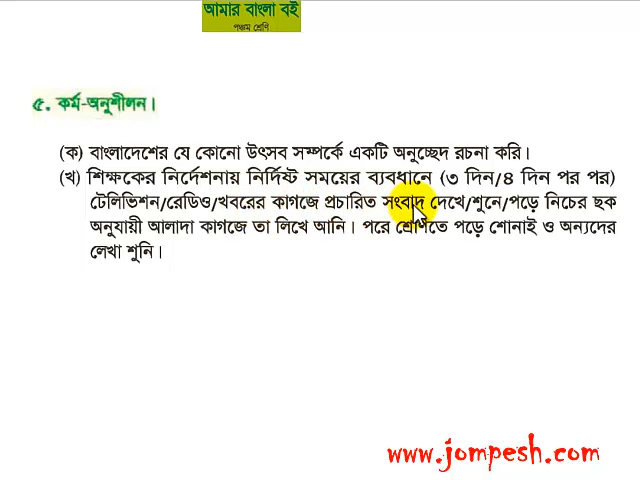 আমার বাংলা বই
পঞ্চম শ্রেণি
৫. কর্ম-অনুশীলন।
(ক) বাংলাদেশের যে কোনো উৎসব সম্পর্কে একটি অনুচ্ছেদ রচনা করি।
(খ) শিক্ষকের নির্দেশনায় নির্দিষ্ট সময়ের ব্যবধানে (৩ দিন/৪ দিন পর পর)
টেলিভিশন/রেডিও/খবরের কাগজে প্রচারিত সংবাদ দেখে/শুনে/পড়ে নিচের ছক
অনুযায়ী আলাদা কাগজে তা লিখে আনি। পরে শ্রেণিতে পড়ে শোনাই ও অন্যদের
লেখা শুনি।
www.jompesh.com